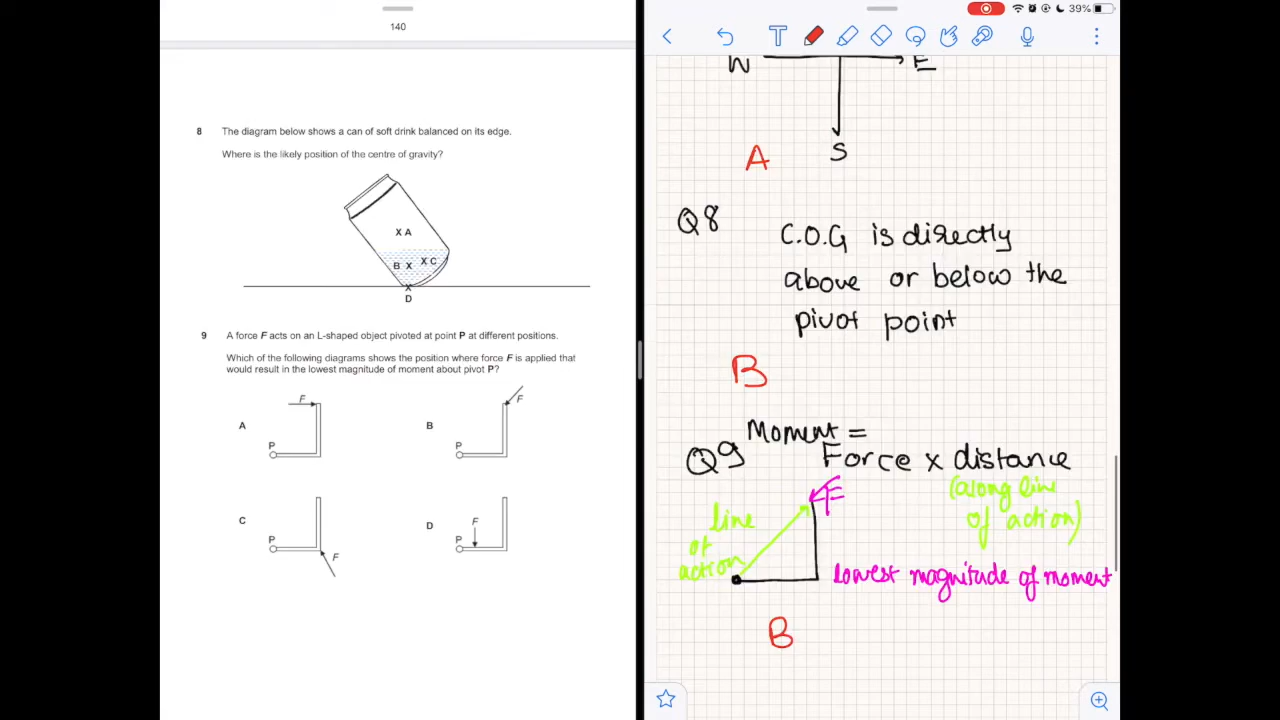 140
8 The diagram below shows a can of soft drink balanced on its edge.
Where is the likely position of the centre of gravity?
X A
B X
X C
X
D
9 A force F acts on an L-shaped object pivoted at point P at different positions.
Which of the following diagrams shows the position where force F is applied that
would result in the lowest magnitude of moment about pivot P?
A
F
P
B
F
P
C
P
F
D
F
P
39%
T
W
E
S
A
Q8
C.O.G is directly
above or below the
pivot point
B
Q9
Moment =
Force x distance
(along line
of action)
F
line
of
action
lowest magnitude of moment
B